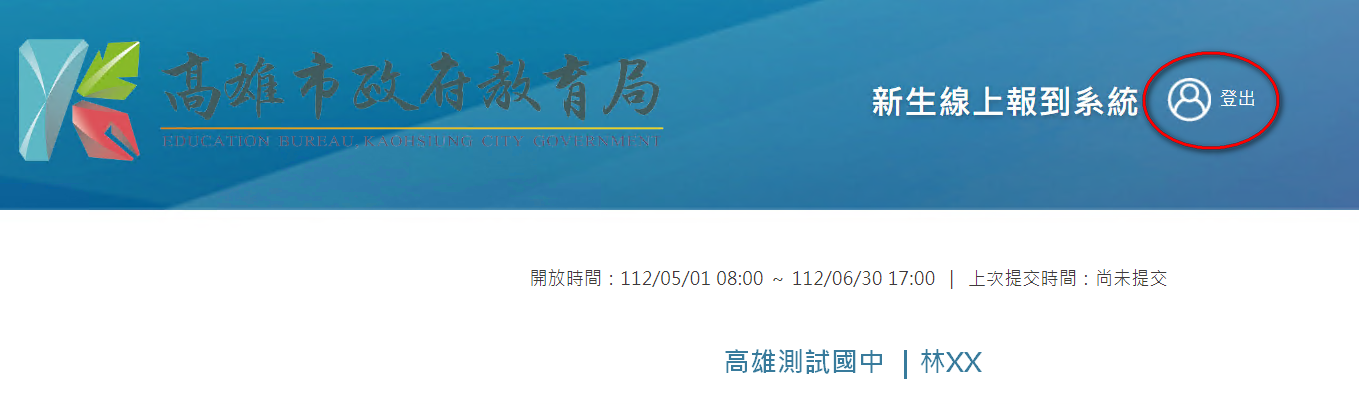 高雄市政府教育局
EDUCATION BUREAU, KAOHSIUNG CITY GOVERNMENT
新生線上報到系統 登出
開放時間：112/05/01 08:00 ~ 112/06/30 17:00 | 上次提交時間：尚未提交
高雄測試國中 | 林XX